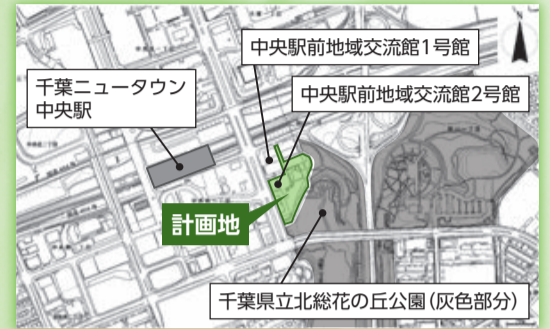 N
中央駅前地域交流館1号館
千葉ニュータウン
中央駅
中央駅前地域交流館2号館
計画地
千葉県立北総花の丘公園（灰色部分）